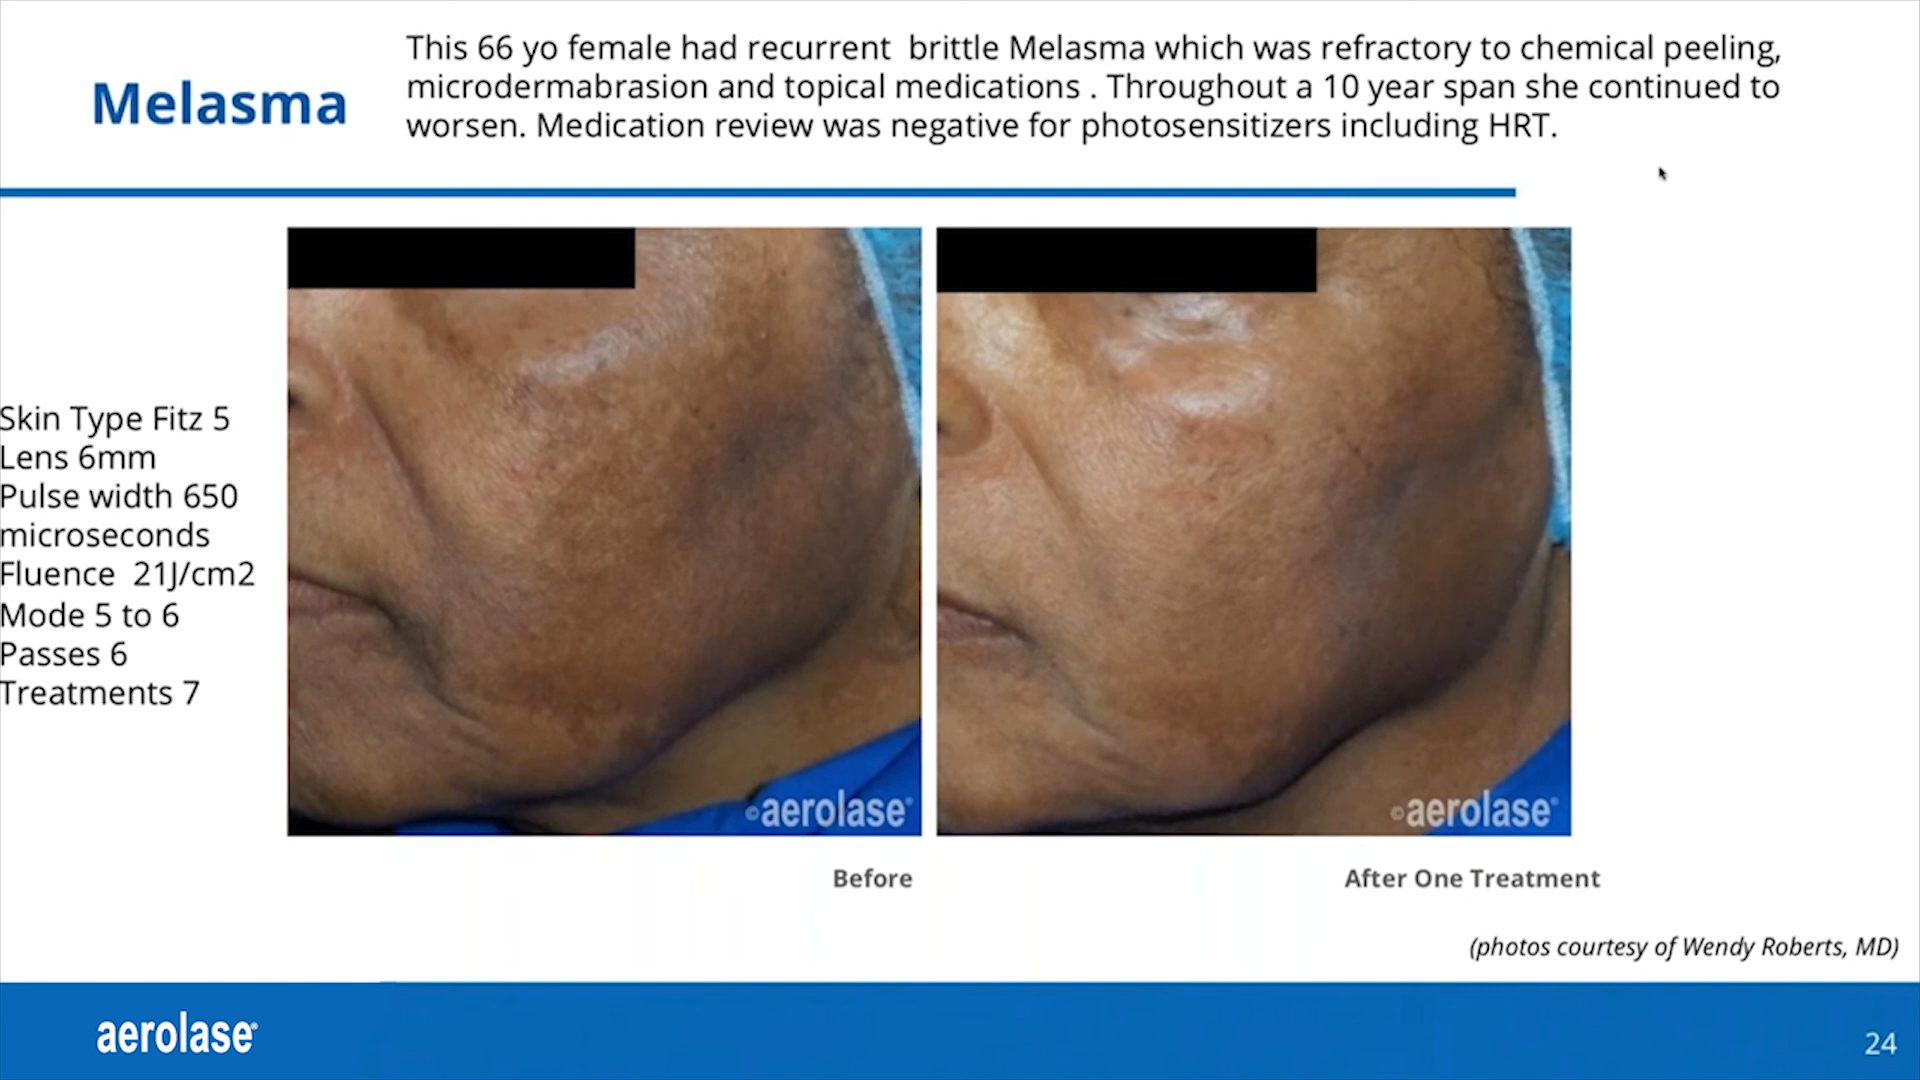 Melasma
This 66 yo female had recurrent brittle Melasma which was refractory to chemical peeling,
microdermabrasion and topical medications . Throughout a 10 year span she continued to
worsen. Medication review was negative for photosensitizers including HRT.
Skin Type Fitz 5
Lens 6mm
Pulse width 650
microseconds
Fluence 21J/cm2
Mode 5 to 6
Passes 6
Treatments 7
©aerolase®
©aerolase®
Before
After One Treatment
(photos courtesy of Wendy Roberts, MD)
aerolase®
24